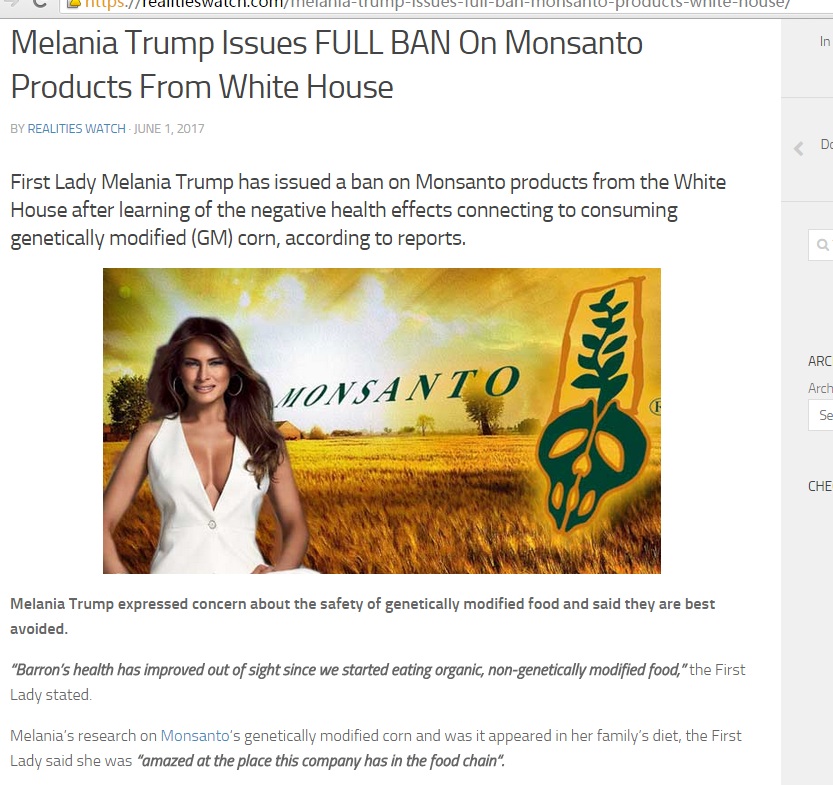 https://realitieswatch.com/melania-trump-issues-full-ban-monsanto-products-white-house/
In
Melania Trump Issues FULL BAN On Monsanto
Products From White House
BY REALITIES WATCH · JUNE 1, 2017
Do
First Lady Melania Trump has issued a ban on Monsanto products from the White
House after learning of the negative health effects connecting to consuming
genetically modified (GM) corn, according to reports.
MONSANTO
ARC
Arch
Se
CHE
Melania Trump expressed concern about the safety of genetically modified food and said they are best
avoided.
“Barron’s health has improved out of sight since we started eating organic, non-genetically modified food,” the First
Lady stated.
Melania’s research on Monsanto’s genetically modified corn and was it appeared in her family’s diet, the First
Lady said she was “amazed at the place this company has in the food chain“.